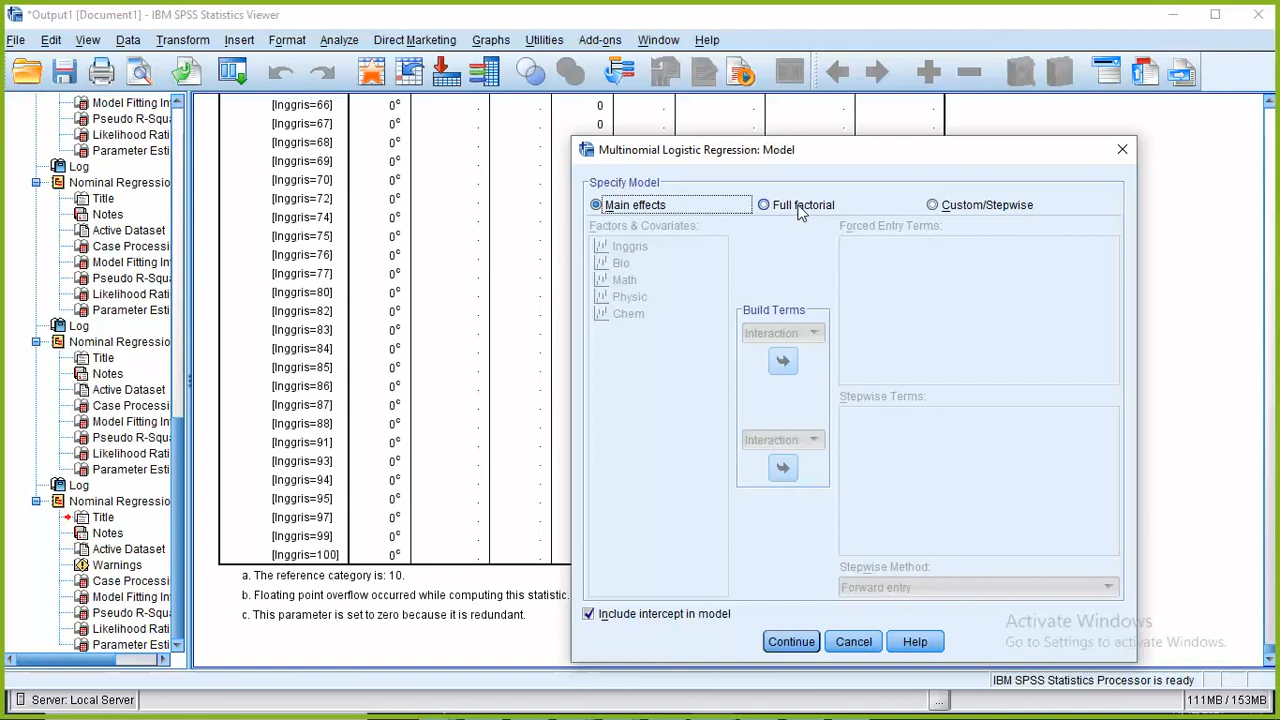 *Output1 [Document1] - IBM SPSS Statistics Viewer
File Edit View Data Transform Insert Format Analyze Direct Marketing Graphs Utilities Add-ons Window Help
Model Fitting In
Pseudo R-Squa
Likelihood Rati
Parameter Esti
Log
Nominal Regressio
Title
Notes
Active Dataset
Case Processi
Model Fitting In
Pseudo R-Squa
Likelihood Rati
Parameter Esti
Log
Nominal Regressio
Title
Notes
Active Dataset
Case Processi
Model Fitting In
Pseudo R-Squa
Likelihood Rati
Parameter Esti
Log
Nominal Regressio
Title
Notes
Active Dataset
Warnings
Case Processi
Model Fitting In
Pseudo R-Squa
Likelihood Rati
Parameter Esti
[Inggris=66] 0c . . 0 . . . .
[Inggris=67] 0c . . 0 . . . .
[Inggris=68] 0c . .
[Inggris=69] 0c . .
[Inggris=70] 0c . .
[Inggris=72] 0c . .
[Inggris=74] 0c . .
[Inggris=75] 0c . .
[Inggris=76] 0c . .
[Inggris=77] 0c . .
[Inggris=80] 0c . .
[Inggris=82] 0c . .
[Inggris=83] 0c . .
[Inggris=84] 0c . .
[Inggris=85] 0c . .
[Inggris=86] 0c . .
[Inggris=87] 0c . .
[Inggris=88] 0c . .
[Inggris=91] 0c . .
[Inggris=93] 0c . .
[Inggris=94] 0c . .
[Inggris=95] 0c . .
[Inggris=97] 0c . .
[Inggris=99] 0c . .
[Inggris=100] 0c . .
a. The reference category is: 10.
b. Floating point overflow occurred while computing this statistic.
c. This parameter is set to zero because it is redundant.
Multinomial Logistic Regression: Model
Specify Model
Main effects Full factorial Custom/Stepwise
Factors & Covariates:
Inggris
Bio
Math
Physic
Chem
Build Terms
Interaction
Interaction
Forced Entry Terms:
Stepwise Terms:
Stepwise Method:
Forward entry
Include intercept in model
Continue Cancel Help
Activate Windows
Go to Settings to activate Windows.
IBM SPSS Statistics Processor is ready
Server: Local Server ... 111MB / 153MB